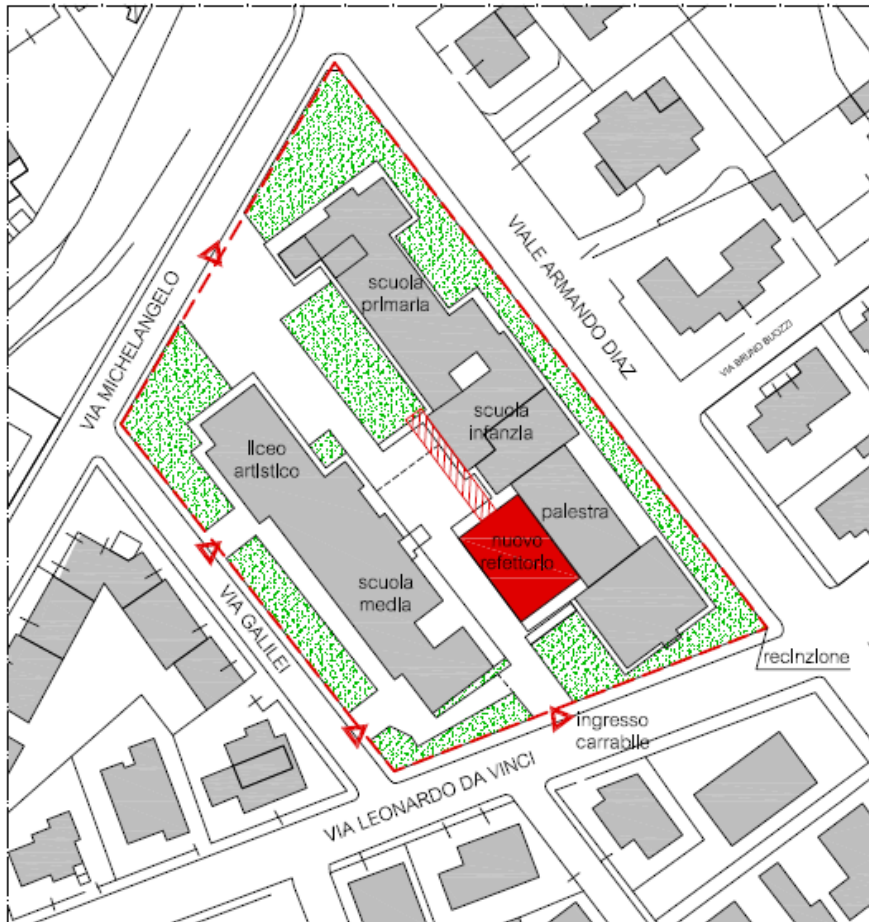 VIA MICHELANGELO
VIALE ARMANDO DIAZ
VIA BRUNO BUOZZI
scuola
primaria
scuola
infanzia
liceo
artistico
palestra
nuovo
refettorio
scuola
media
VIA GALILEI
recinzione
ingresso
carrabile
VIA LEONARDO DA VINCI